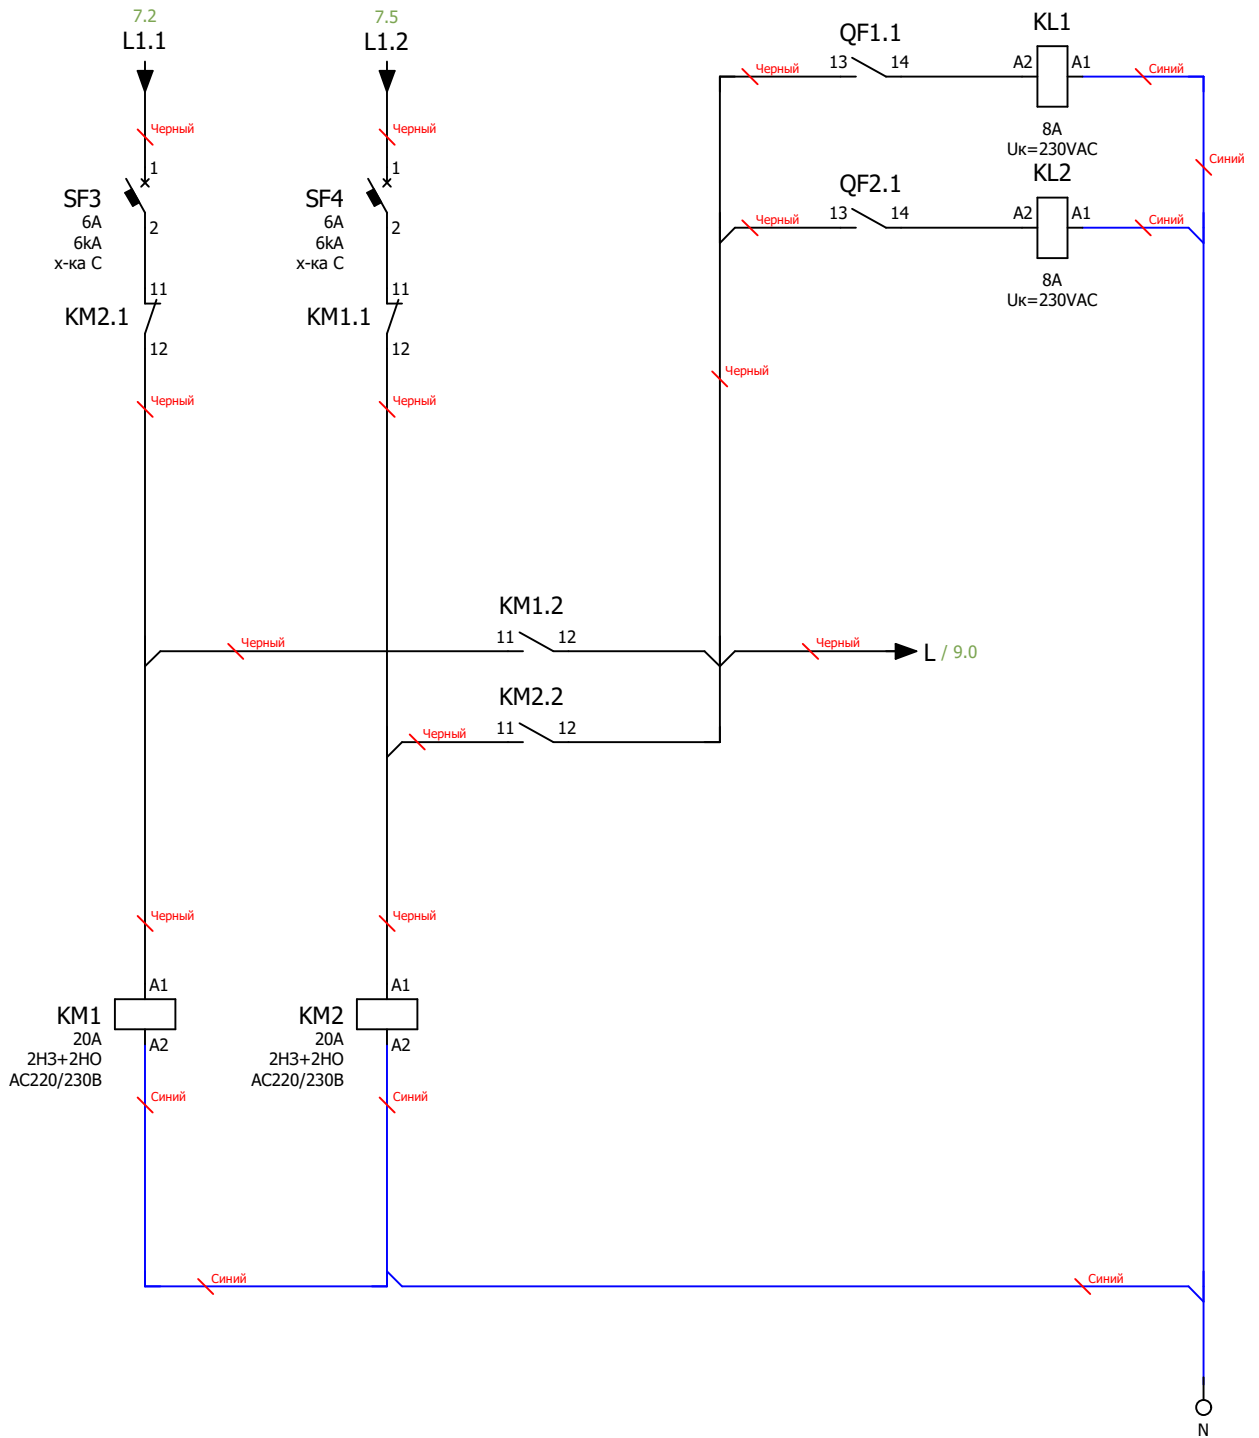 7.2
L1.1
7.5
L1.2
QF1.1
KL1
Черный
13
14
A2
A1
Синий
8A
Uк=230VAC
Черный
Черный
Синий
1
1
SF3
6A
6kA
х-ка C
2
SF4
6A
6kA
х-ка C
2
QF2.1
KL2
Черный
13
14
A2
A1
Синий
8A
Uк=230VAC
11
KM2.1
12
11
KM1.1
12
Черный
Черный
Черный
KM1.2
Черный
11
12
Черный
L / 9.0
KM2.2
Черный
11
12
Черный
Черный
A1
KM1
20A
2НЗ+2НО
AC220/230В
A2
A1
KM2
20A
2НЗ+2НО
AC220/230В
A2
Синий
Синий
Синий
Синий
N